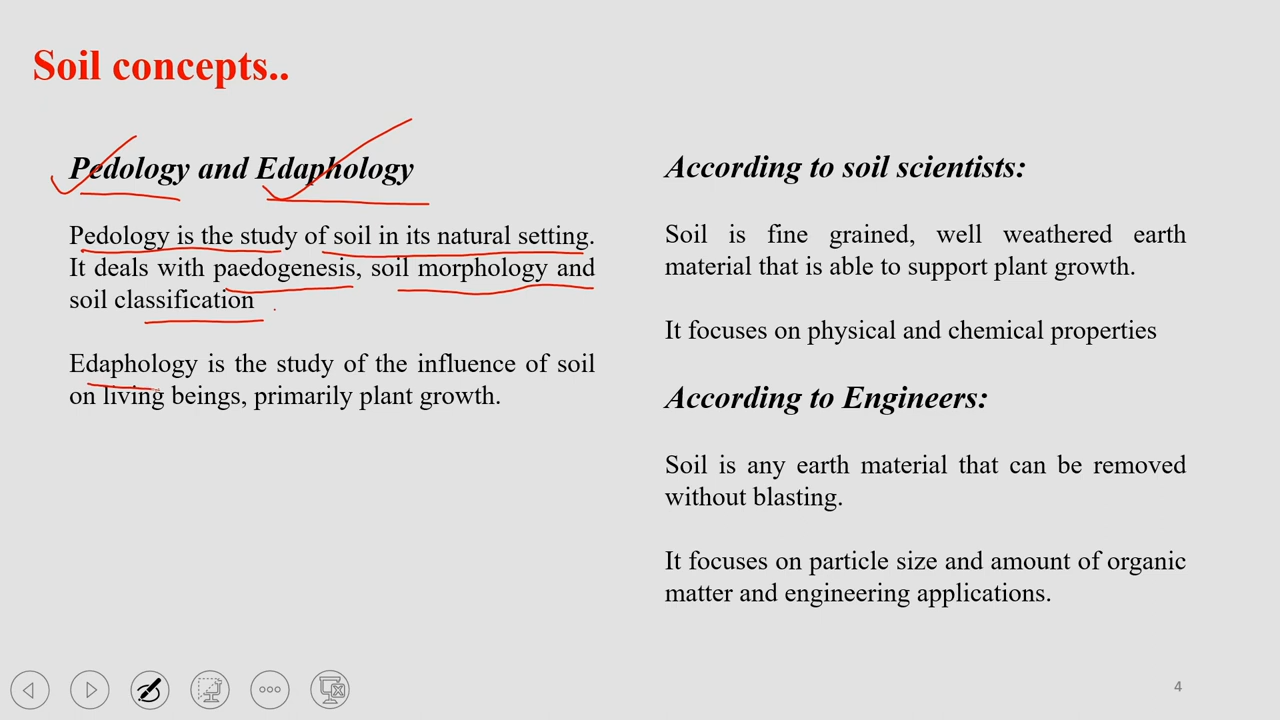 Soil concepts..
Pedology and Edaphology
Pedology is the study of soil in its natural setting.
It deals with paedogenesis, soil morphology and
soil classification
Edaphology is the study of the influence of soil
on living beings, primarily plant growth.
According to soil scientists:
Soil is fine grained, well weathered earth
material that is able to support plant growth.
It focuses on physical and chemical properties
According to Engineers:
Soil is any earth material that can be removed
without blasting.
It focuses on particle size and amount of organic
matter and engineering applications.
4